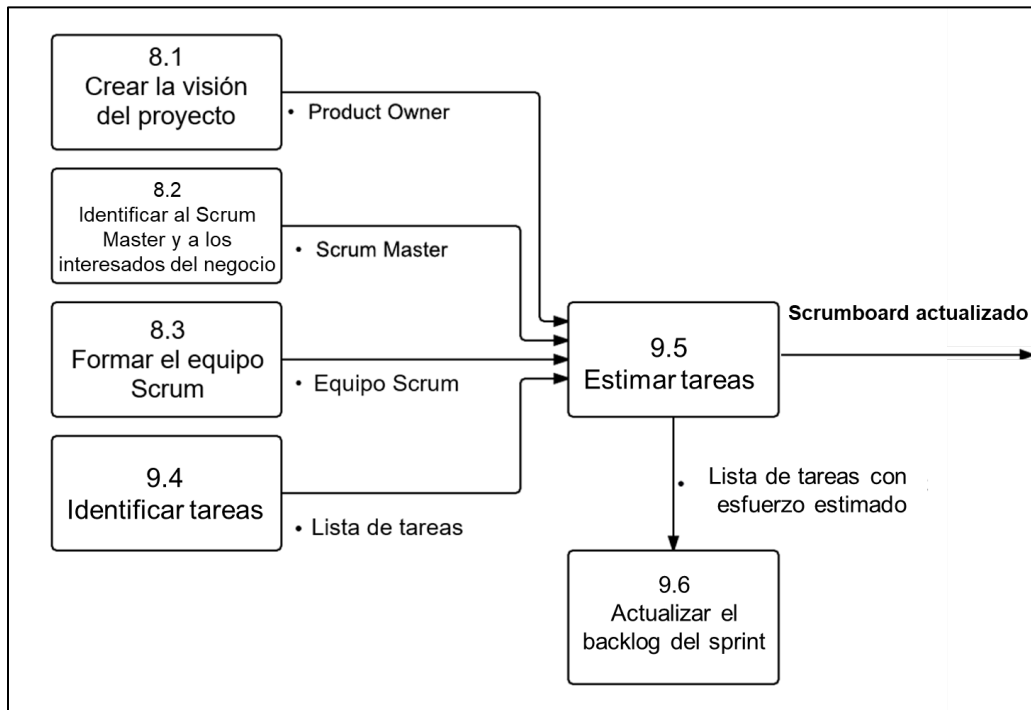 8.1
Crear la visión
del proyecto
• Product Owner
8.2
Identificar al Scrum
Master y a los
interesados del negocio
• Scrum Master
8.3
Formar el equipo
Scrum
• Equipo Scrum
9.4
Identificar tareas
• Lista de tareas
9.5
Estimar tareas
Scrumboard actualizado
• Lista de tareas con
esfuerzo estimado
9.6
Actualizar el
backlog del sprint